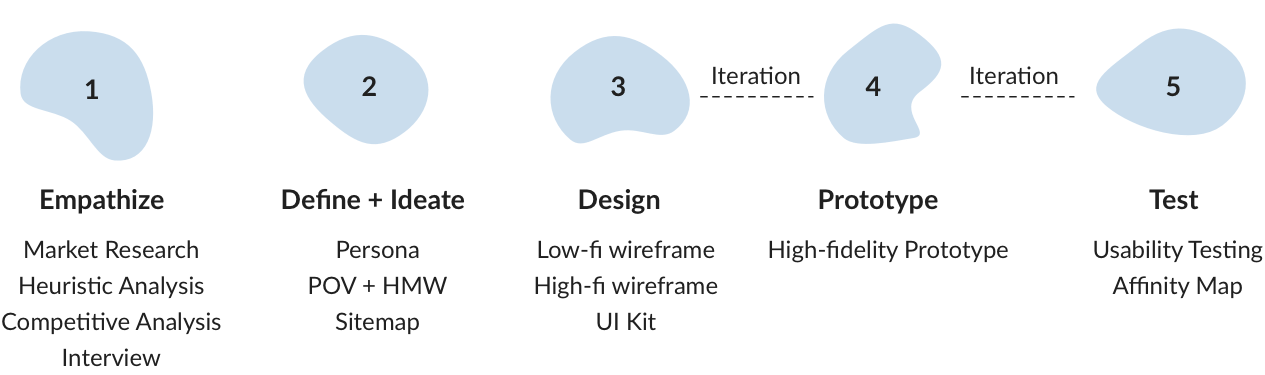 1
2
3
Iteration
4
Iteration
5
Empathize
Market Research
Heuristic Analysis
Competitive Analysis
Interview
Define + Ideate
Persona
POV + HMW
Sitemap
Design
Low-fi wireframe
High-fi wireframe
UI Kit
Prototype
High-fidelity Prototype
Test
Usability Testing
Affinity Map